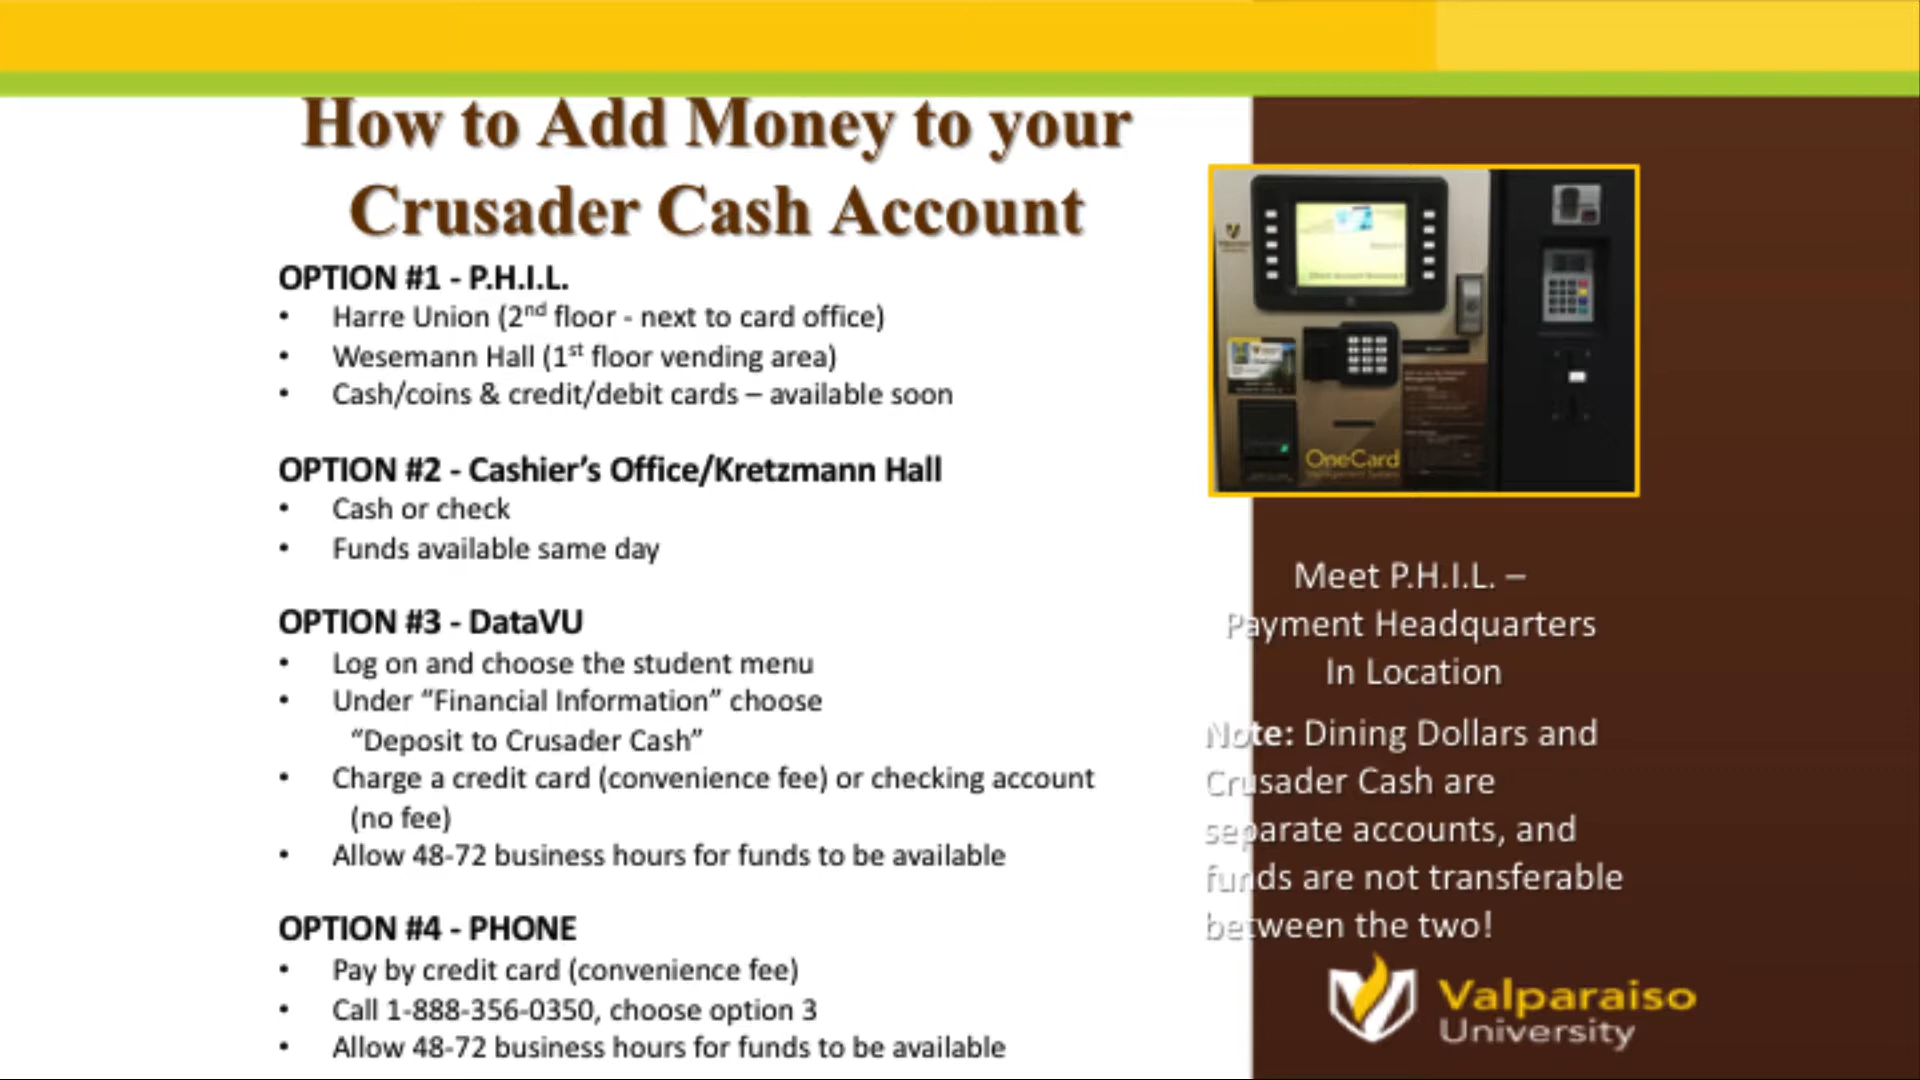 How to Add Money to your
Crusader Cash Account
OPTION #1 - P.H.I.L.
• Harre Union (2nd floor - next to card office)
• Wesemann Hall (1st floor vending area)
• Cash/coins & credit/debit cards – available soon
OPTION #2 - Cashier’s Office/Kretzmann Hall
• Cash or check
• Funds available same day
OPTION #3 - DataVU
• Log on and choose the student menu
• Under “Financial Information” choose
“Deposit to Crusader Cash”
• Charge a credit card (convenience fee) or checking account
(no fee)
• Allow 48-72 business hours for funds to be available
OPTION #4 - PHONE
• Pay by credit card (convenience fee)
• Call 1-888-356-0350, choose option 3
• Allow 48-72 business hours for funds to be available
OneCard
Meet P.H.I.L. –
Payment Headquarters
In Location
Note: Dining Dollars and
Crusader Cash are
separate accounts, and
funds are not transferable
between the two!
Valparaiso
University